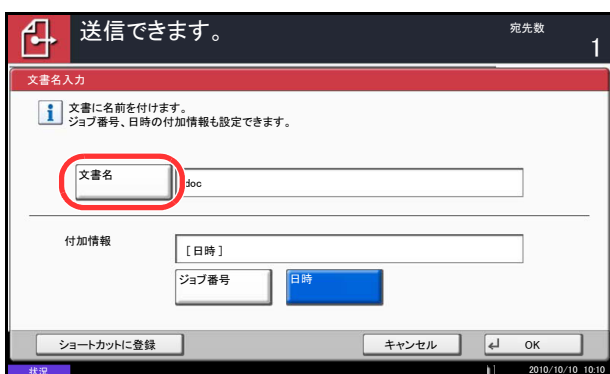 送信できます。
宛先数
1
文書名入力
文書に名前を付けます。
ジョブ番号、日時の付加情報も設定できます。
文書名
doc
付加情報
[日時]
ジョブ番号
日時
ショートカットに登録
キャンセル
OK
状況
2010/10/10 10:10